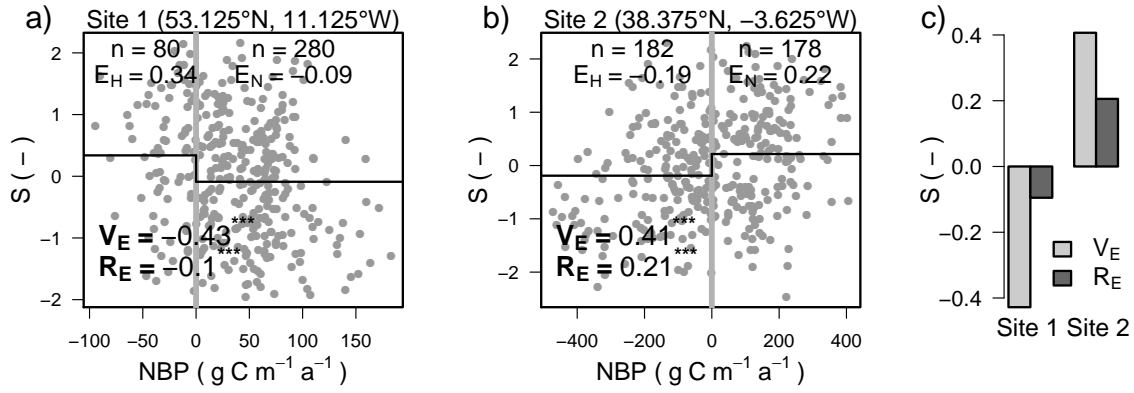 a) Site 1 (53.125°N, 11.125°W)
n = 80 n = 280
E_H = 0.34 E_N = −0.09
V_E = −0.43***
R_E = −0.1***
2
1
0
−1
−2
S ( − )
−100 −50 0 50 100 150
NBP ( g C m⁻¹ a⁻¹ )
b) Site 2 (38.375°N, −3.625°W)
n = 182 n = 178
E_H = −0.19 E_N = 0.22
V_E = 0.41***
R_E = 0.21***
2
1
0
−1
−2
S ( − )
−400 −200 0 200 400
NBP ( g C m⁻¹ a⁻¹ )
c)
0.4
0.2
0.0
−0.2
−0.4
S ( − )
V_E
R_E
Site 1 Site 2